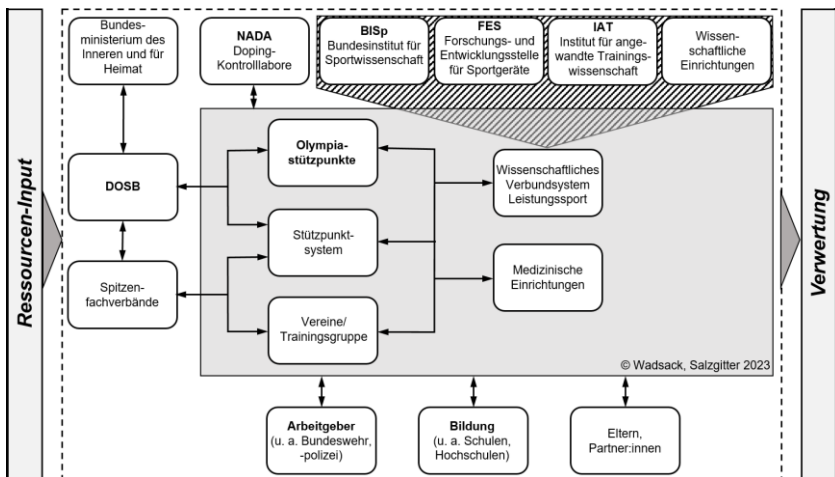 Ressourcen-Input
Bundes-
ministerium des
Inneren und für
Heimat
NADA
Doping-
Kontrolllabore
BISp
Bundesinstitut für
Sportwissenschaft
FES
Forschungs- und
Entwicklungsstelle
für Sportgeräte
IAT
Institut für ange-
wandte Trainings-
wissenschaft
Wissen-
schaftliche
Einrichtungen
DOSB
Spitzen-
fachverbände
Olympia-
stützpunkte
Stützpunkt-
system
Vereine/
Trainingsgruppe
Wissenschaftliches
Verbundsystem
Leistungssport
Medizinische
Einrichtungen
© Wadsack, Salzgitter 2023
Arbeitgeber
(u. a. Bundeswehr,
-polizei)
Bildung
(u. a. Schulen,
Hochschulen)
Eltern,
Partner:innen
Verwertung